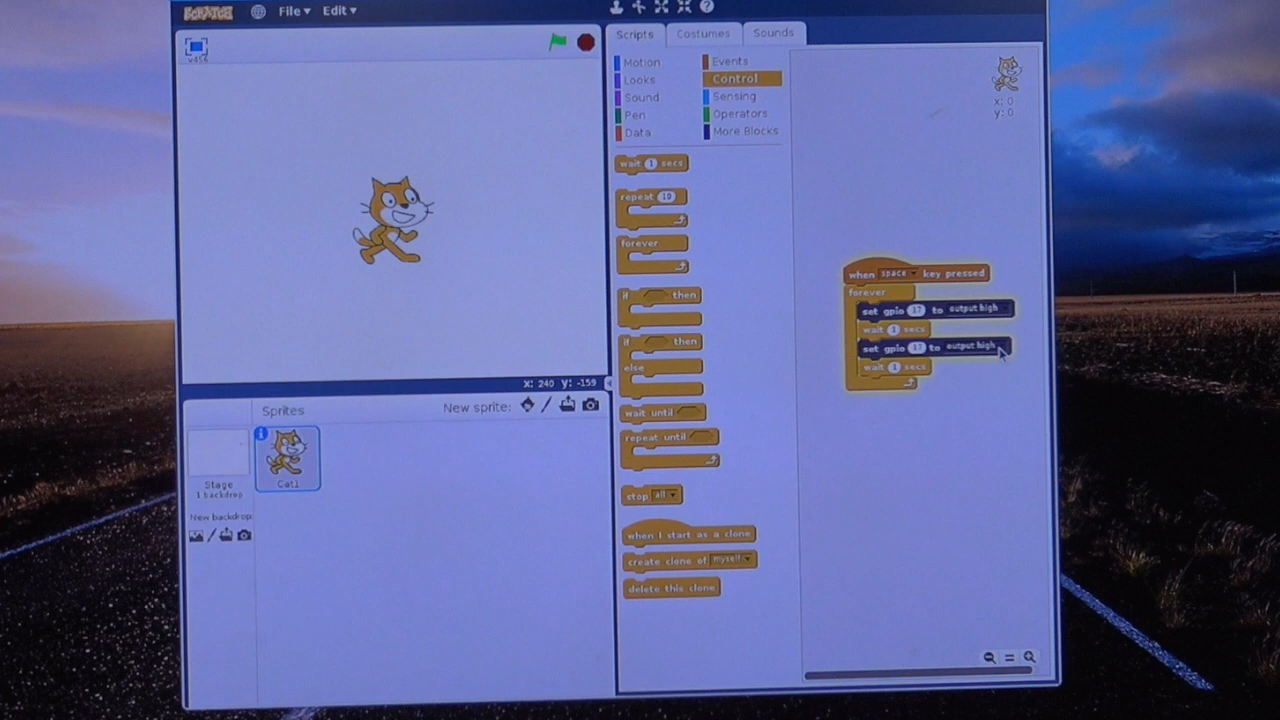 SCRATCH
File
Edit
v456
Scripts
Costumes
Sounds
Motion
Events
Looks
Control
Sound
Sensing
Pen
Operators
Data
More Blocks
x: 0
y: 0
wait 1 secs
repeat 10
forever
if then
if then
else
wait until
repeat until
stop all
when I start as a clone
create clone of myself
delete this clone
when space key pressed
forever
set gpio 17 to output high
wait 1 secs
set gpio 17 to output high
wait 1 secs
x: 240 y: -159
Sprites
New sprite:
Stage
1 backdrop
New backdrop:
Cat1